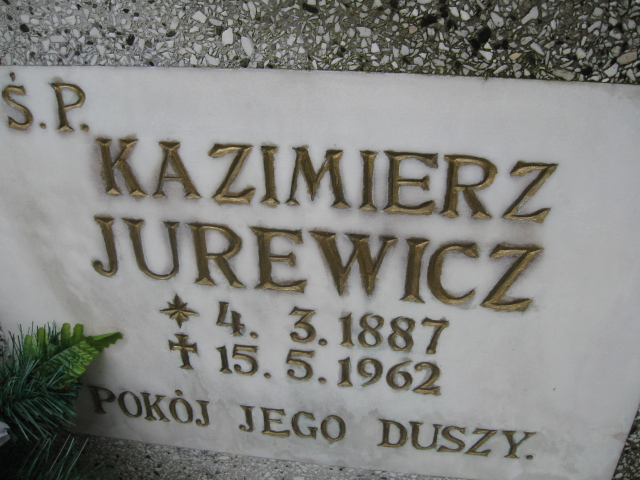 Ś.P.
KAZIMIERZ
JUREWICZ
* 4. 3. 1887
† 15. 5. 1962
POKÓJ JEGO DUSZY.